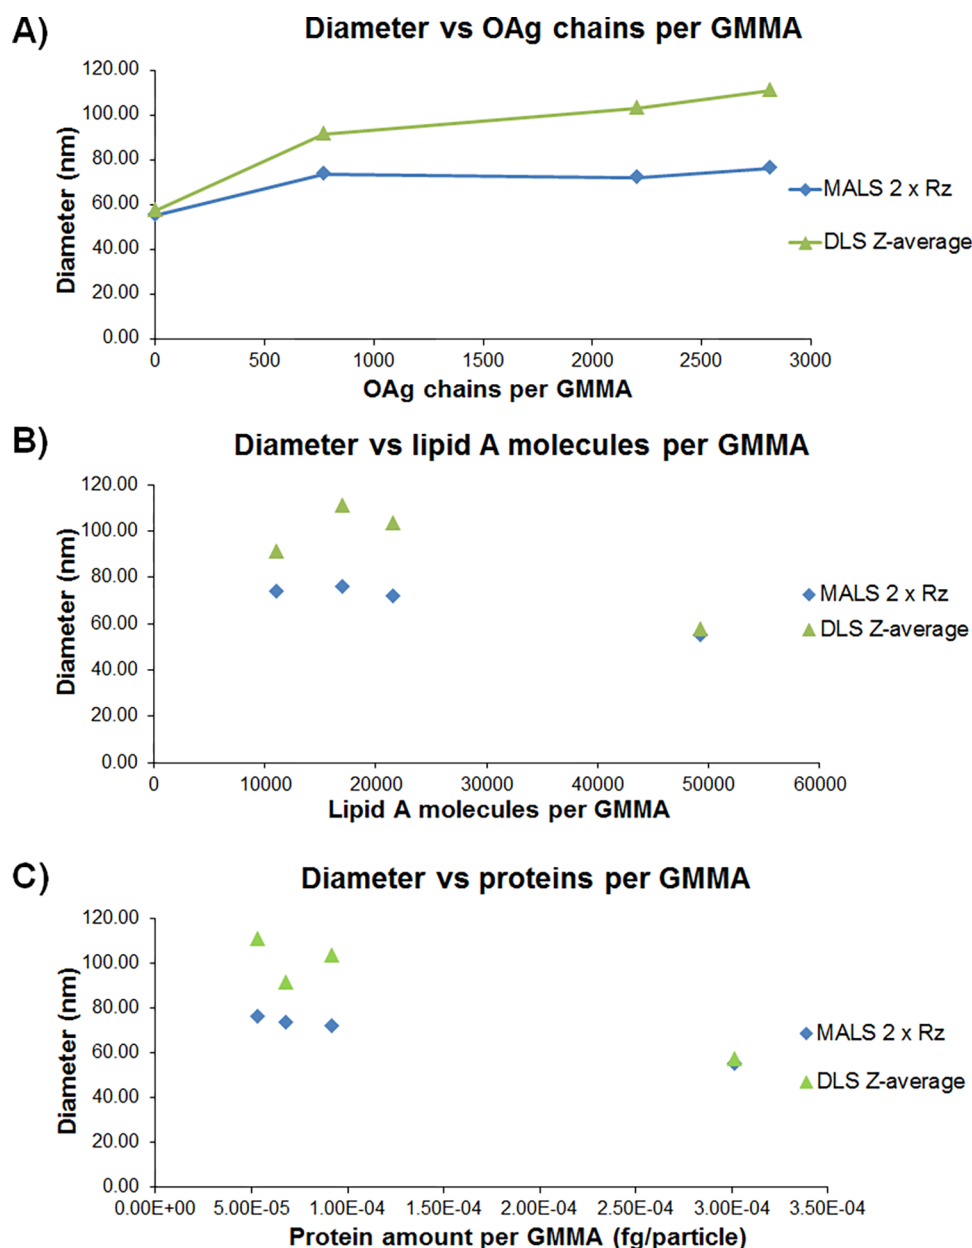 A)
Diameter vs OAg chains per GMMA
120.00
100.00
80.00
60.00
40.00
20.00
0.00
Diameter (nm)
0 500 1000 1500 2000 2500 3000
OAg chains per GMMA
MALS 2 x Rz
DLS Z-average
B)
Diameter vs lipid A molecules per GMMA
120.00
100.00
80.00
60.00
40.00
20.00
0.00
Diameter (nm)
0 10000 20000 30000 40000 50000 60000
Lipid A molecules per GMMA
MALS 2 x Rz
DLS Z-average
C)
Diameter vs proteins per GMMA
120.00
100.00
80.00
60.00
40.00
20.00
0.00
Diameter (nm)
0.00E+00 5.00E-05 1.00E-04 1.50E-04 2.00E-04 2.50E-04 3.00E-04 3.50E-04
Protein amount per GMMA (fg/particle)
MALS 2 x Rz
DLS Z-average